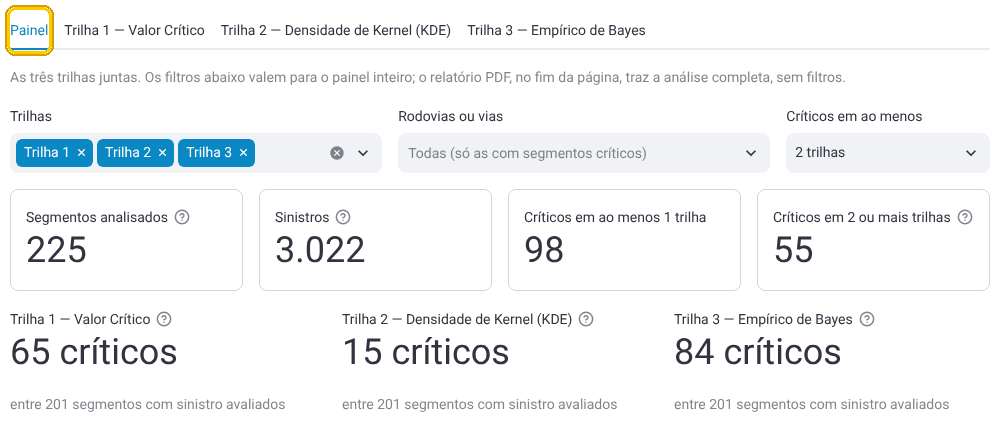 Painel Trilha 1 — Valor Crítico Trilha 2 — Densidade de Kernel (KDE) Trilha 3 — Empírico de Bayes
As três trilhas juntas. Os filtros abaixo valem para o painel inteiro; o relatório PDF, no fim da página, traz a análise completa, sem filtros.
Trilhas Rodovias ou vias Críticos em ao menos
Trilha 1 × Trilha 2 × Trilha 3 × Todas (só as com segmentos críticos) 2 trilhas
Segmentos analisados Sinistros Críticos em ao menos 1 trilha Críticos em 2 ou mais trilhas
225 3.022 98 55
Trilha 1 — Valor Crítico Trilha 2 — Densidade de Kernel (KDE) Trilha 3 — Empírico de Bayes
65 críticos 15 críticos 84 críticos
entre 201 segmentos com sinistro avaliados entre 201 segmentos com sinistro avaliados entre 201 segmentos com sinistro avaliados